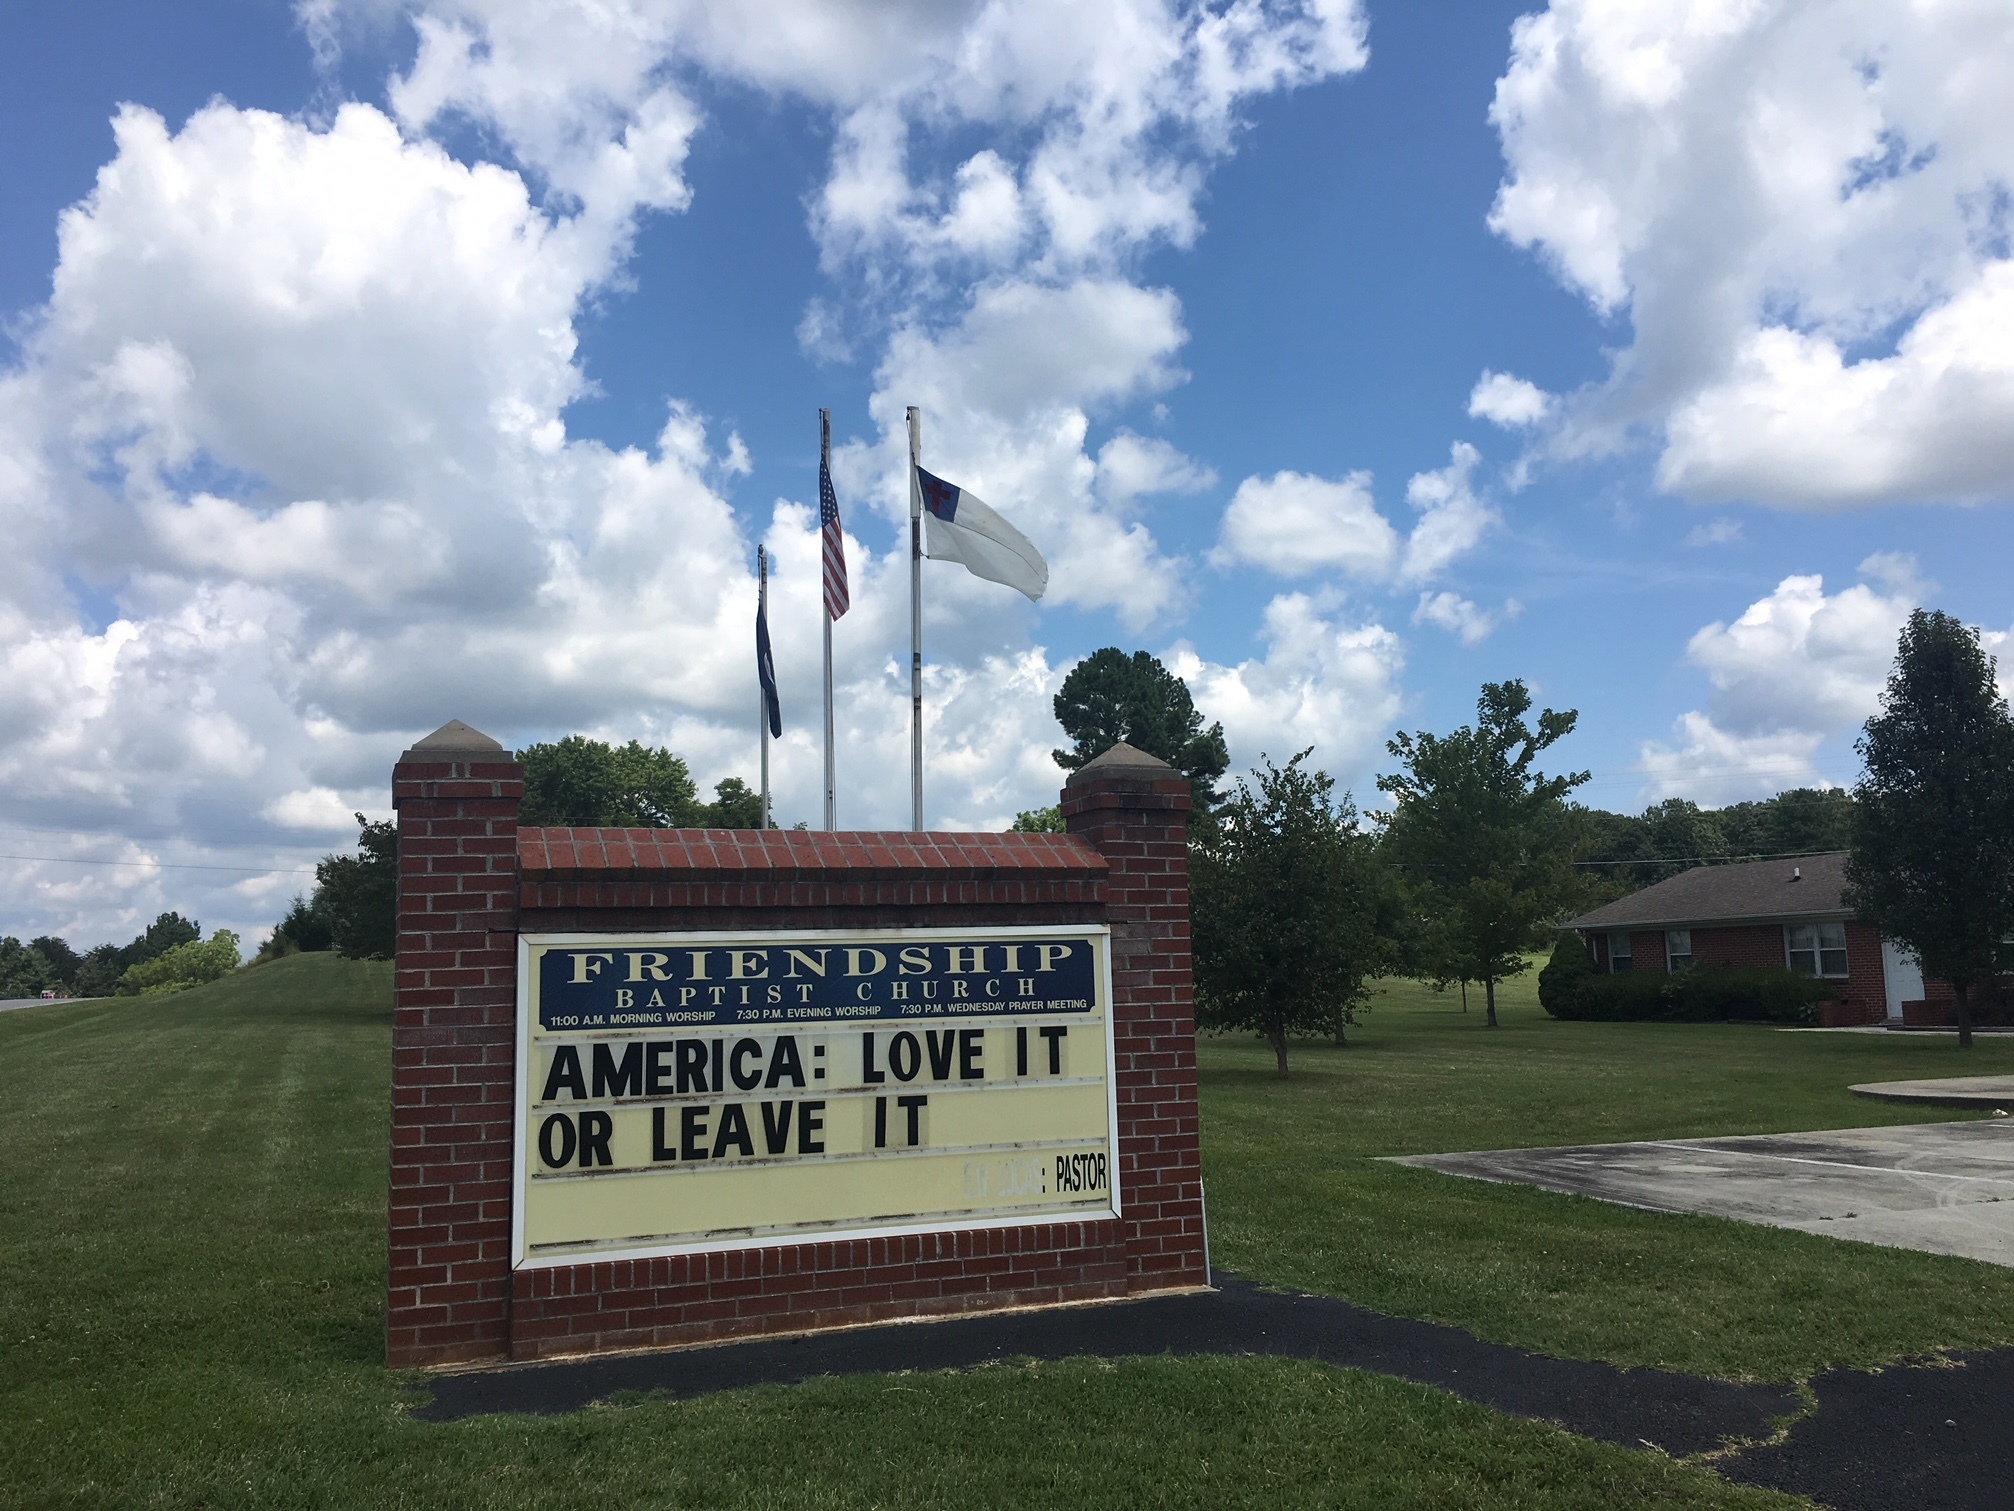 FRIENDSHIP
BAPTIST CHURCH
11:00 A.M. MORNING WORSHIP 7:30 P.M. EVENING WORSHIP 7:30 P.M. WEDNESDAY PRAYER MEETING
AMERICA: LOVE IT
OR LEAVE IT
: PASTOR